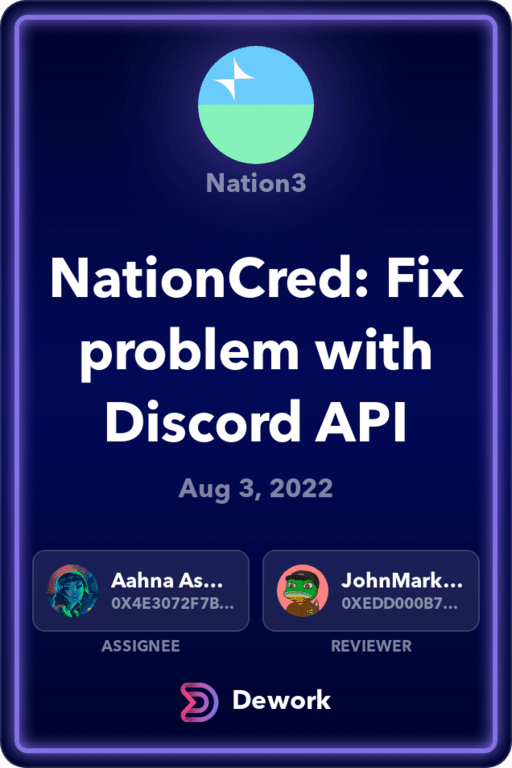 Nation3
NationCred: Fix
problem with
Discord API
Aug 3, 2022
Aahna As...
0X4E3072F7B...
ASSIGNEE
JohnMark...
0XEDD000B7...
REVIEWER
Dework